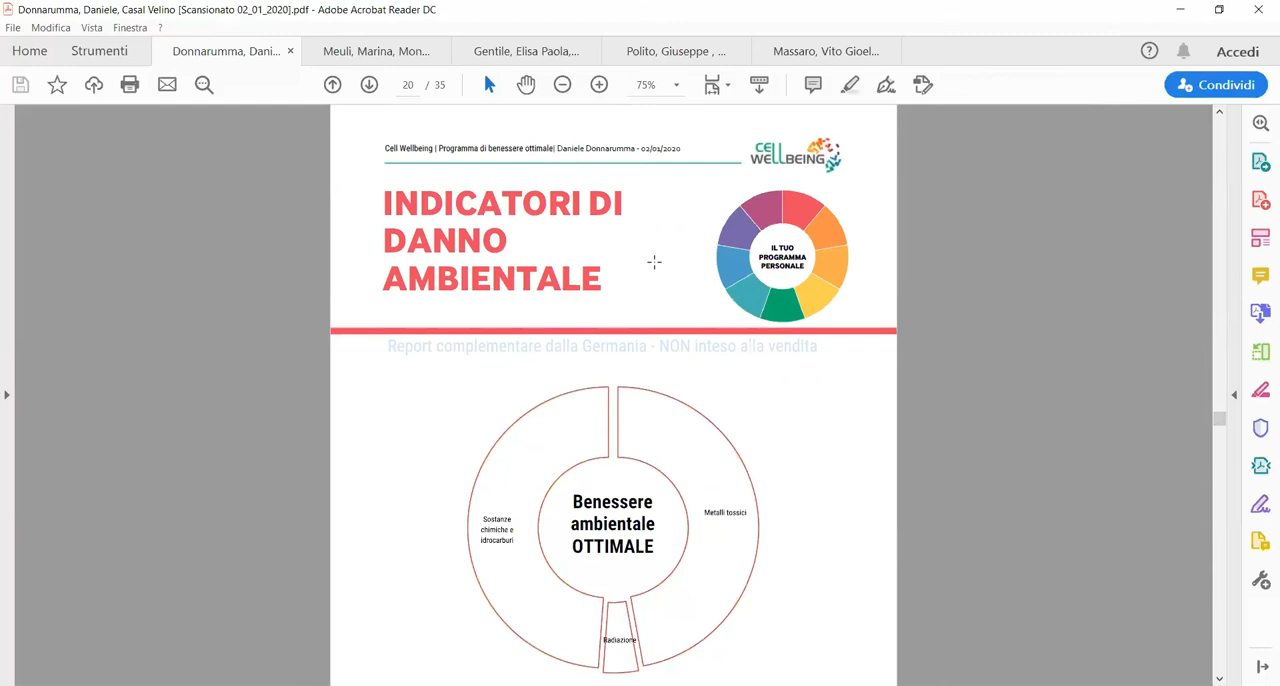 Donnarumma, Daniele, Casal Velino [Scansionato 02_01_2020].pdf - Adobe Acrobat Reader DC
File Modifica Vista Finestra ?
Home Strumenti Donnarumma, Dani... × Meuli, Marina, Mon... Gentile, Elisa Paola,... Polito, Giuseppe , ... Massaro, Vito Gioel... Accedi
20 / 35 75% Condividi
Cell Wellbeing | Programma di benessere ottimale| Daniele Donnarumma - 02/01/2020
CELL
WELLBEING
INDICATORI DI
DANNO
AMBIENTALE
IL TUO
PROGRAMMA
PERSONALE
Report complementare dalla Germania - NON inteso alla vendita
Benessere
ambientale
OTTIMALE
Sostanze
chimiche e
idrocarburi
Metalli tossici
Radiazione